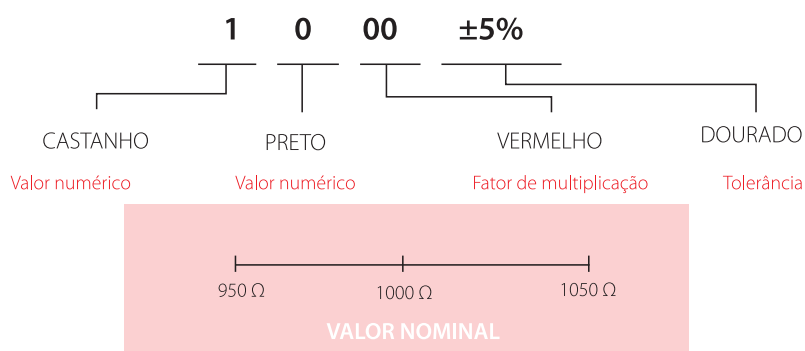 1 0 00 ±5%
CASTANHO PRETO VERMELHO DOURADO
Valor numérico Valor numérico Fator de multiplicação Tolerância
950 Ω 1000 Ω 1050 Ω
VALOR NOMINAL